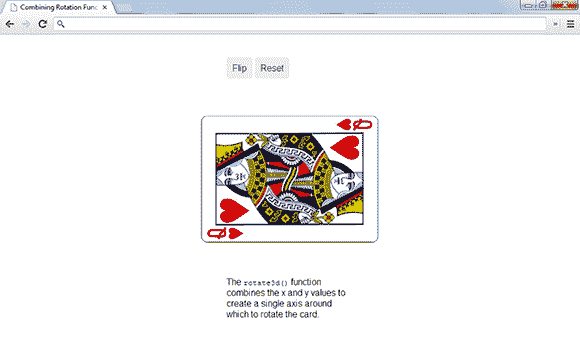 Combining Rotation Func
Flip Reset
Q
Q
The rotate3d() function
combines the x and y values to
create a single axis around
which to rotate the card.